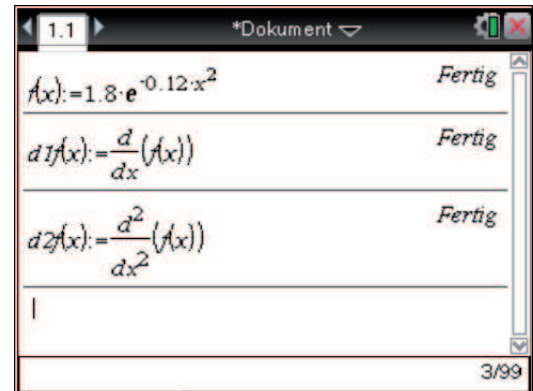 1.1 *Dokument
f(x):=1.8·e^-0.12·x^2 Fertig
d1f(x):=d/dx(f(x)) Fertig
d2f(x):=d^2/dx^2(f(x)) Fertig
3/99